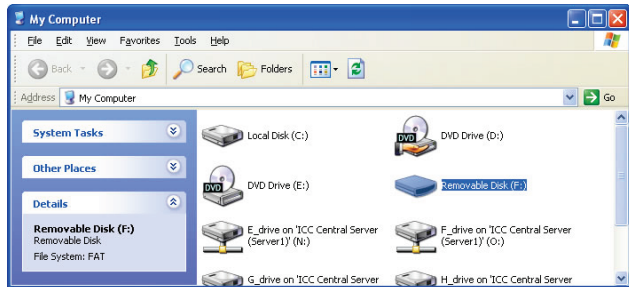 My Computer
File Edit View Favorites Tools Help
Back Search Folders
Address My Computer Go
System Tasks
Other Places
Details
Removable Disk (F:)
Removable Disk
File System: FAT
Local Disk (C:)
DVD DVD Drive (D:)
DVD DVD Drive (E:)
Removable Disk (F:)
E_drive on 'ICC Central Server
(Server1)' (N:)
F_drive on 'ICC Central Server
(Server1)' (O:)
G_drive on 'ICC Central Server
H_drive on 'ICC Central Server